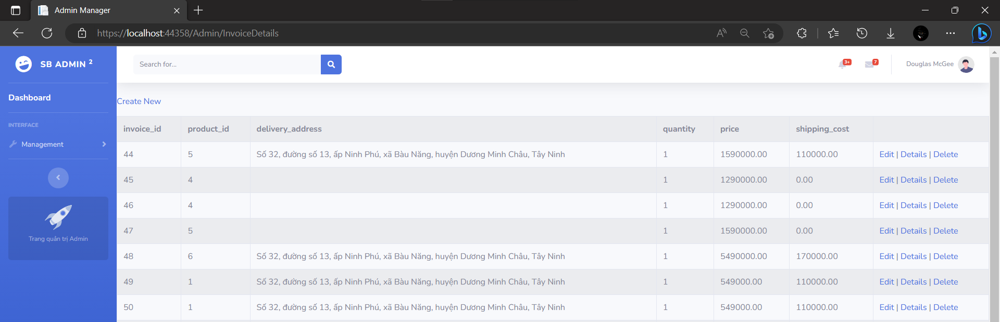 Admin Manager
https://localhost:44358/Admin/InvoiceDetails
SB ADMIN 2
Search for...
3+
7
Douglas McGee
Dashboard
INTERFACE
Management
Trang quản trị Admin
Create New
invoice_id product_id delivery_address quantity price shipping_cost
44 5 Số 32, đường số 13, ấp Ninh Phú, xã Bàu Năng, huyện Dương Minh Châu, Tây Ninh 1 1590000.00 110000.00 Edit | Details | Delete
45 4 1 1290000.00 0.00 Edit | Details | Delete
46 4 1 1290000.00 0.00 Edit | Details | Delete
47 5 1 1590000.00 0.00 Edit | Details | Delete
48 6 Số 32, đường số 13, ấp Ninh Phú, xã Bàu Năng, huyện Dương Minh Châu, Tây Ninh 1 5490000.00 170000.00 Edit | Details | Delete
49 1 Số 32, đường số 13, ấp Ninh Phú, xã Bàu Năng, huyện Dương Minh Châu, Tây Ninh 1 549000.00 110000.00 Edit | Details | Delete
50 1 Số 32, đường số 13, ấp Ninh Phú, xã Bàu Năng, huyện Dương Minh Châu, Tây Ninh 1 549000.00 110000.00 Edit | Details | Delete